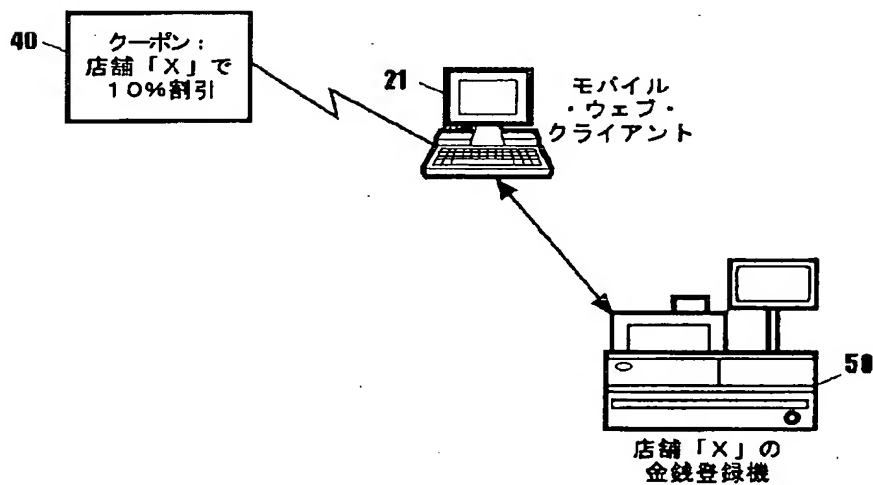 40
クーポン：
店舗「X」で
10%割引
21
モバイル
・ウェブ・
クライアント
50
店舗「X」の
金銭登録機